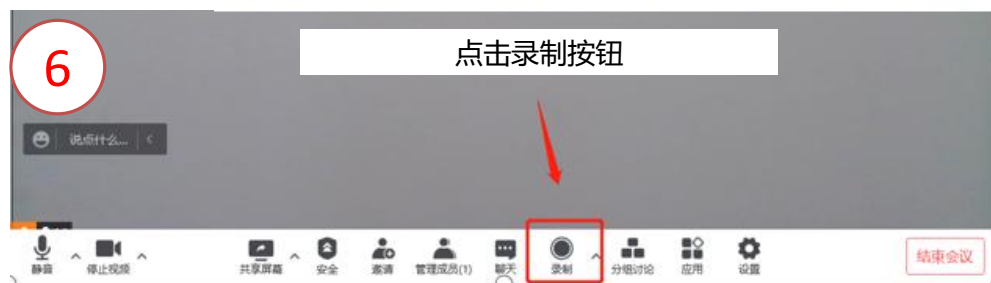 6
点击录制按钮
说点什么...
静音
停止视频
共享屏幕
安全
邀请
管理成员(1)
聊天
录制
分组讨论
应用
设置
结束会议